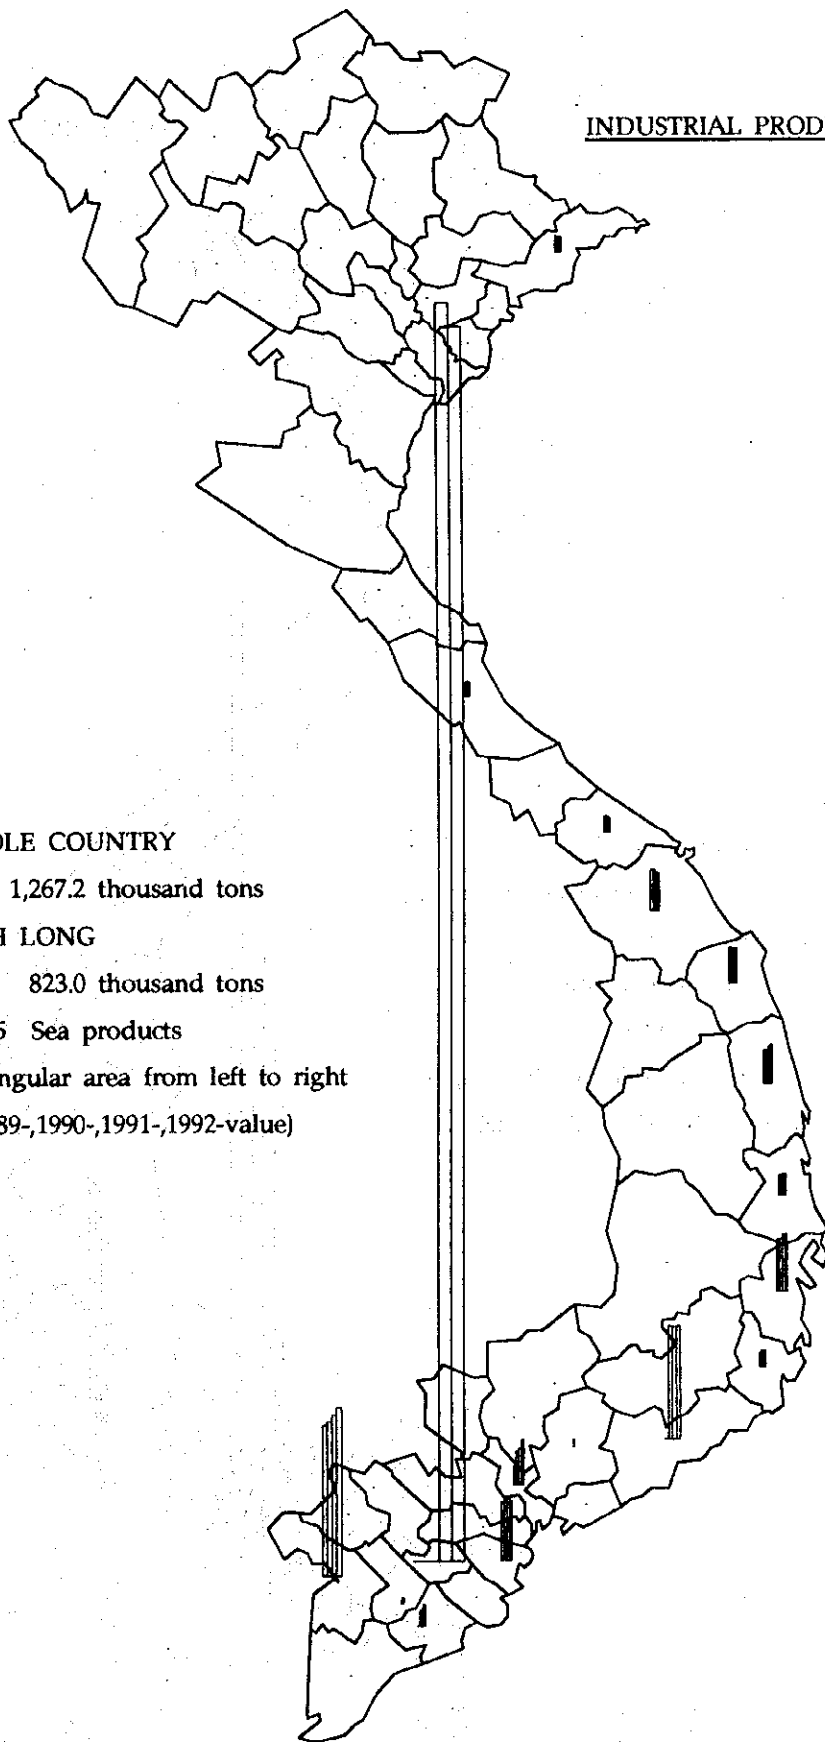 INDUSTRIAL PROD
OLE COUNTRY
1,267.2 thousand tons
H LONG
823.0 thousand tons
5 Sea products
ngular area from left to right
89-,1990-,1991-,1992-value)